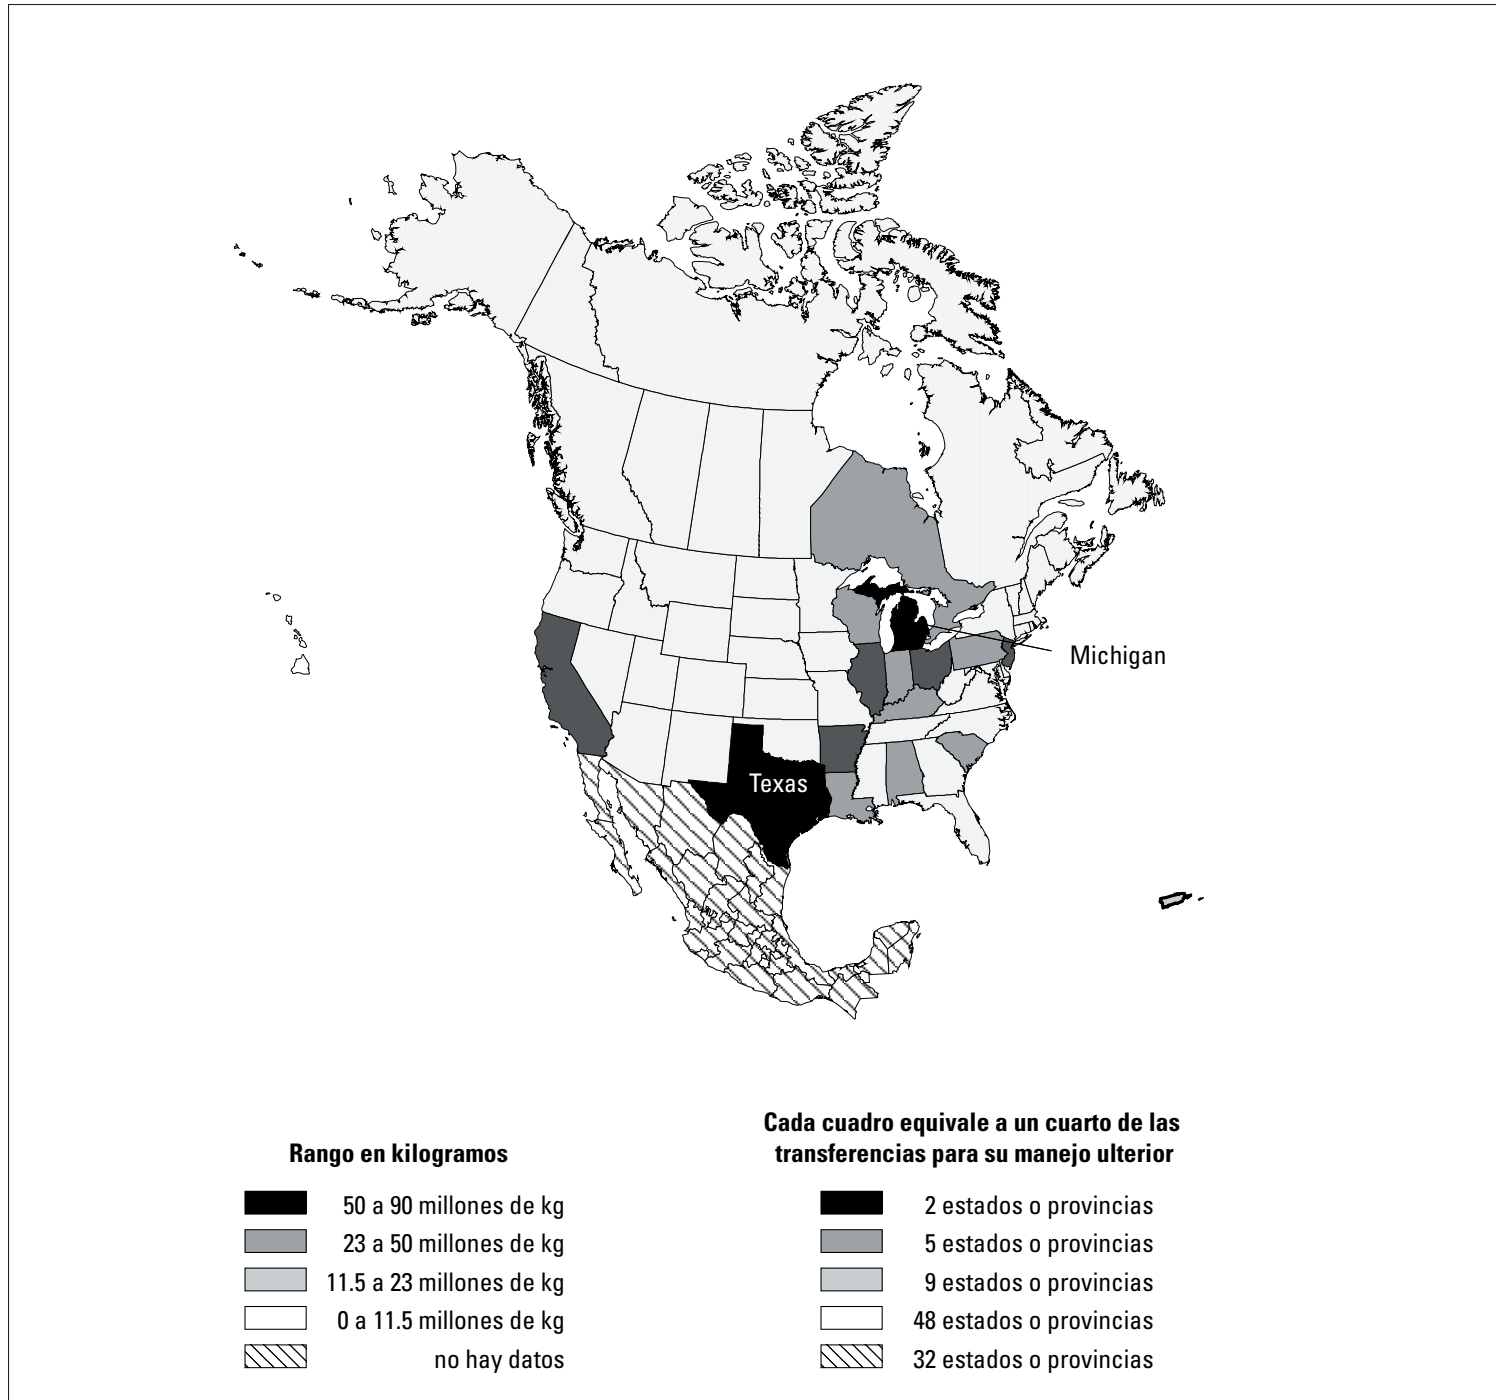 Michigan
Texas
Rango en kilogramos
50 a 90 millones de kg
23 a 50 millones de kg
11.5 a 23 millones de kg
0 a 11.5 millones de kg
no hay datos
Cada cuadro equivale a un cuarto de las
transferencias para su manejo ulterior
2 estados o provincias
5 estados o provincias
9 estados o provincias
48 estados o provincias
32 estados o provincias